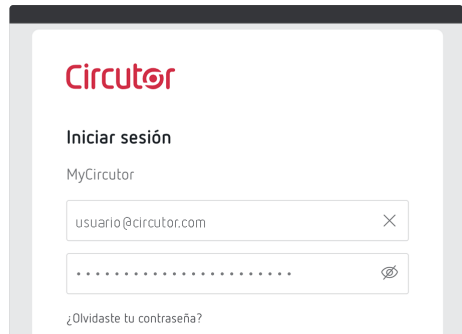 Circutor
Iniciar sesión
MyCircutor
usuario@circutor.com
¿Olvidaste tu contraseña?